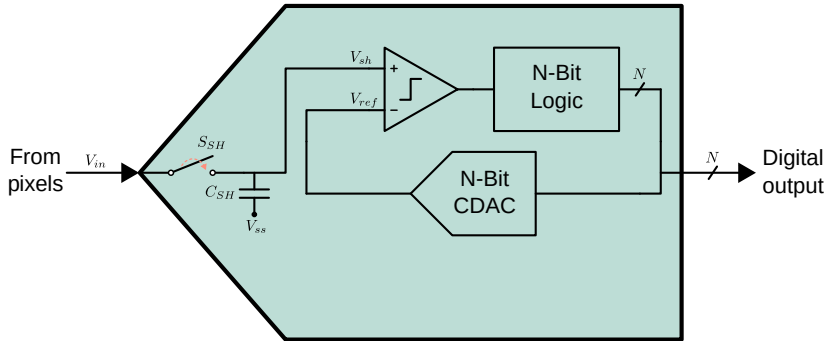 From
pixels
V_in
S_SH
C_SH
V_ss
V_sh
V_ref
+
−
N-Bit
Logic
N
N-Bit
CDAC
N
Digital
output